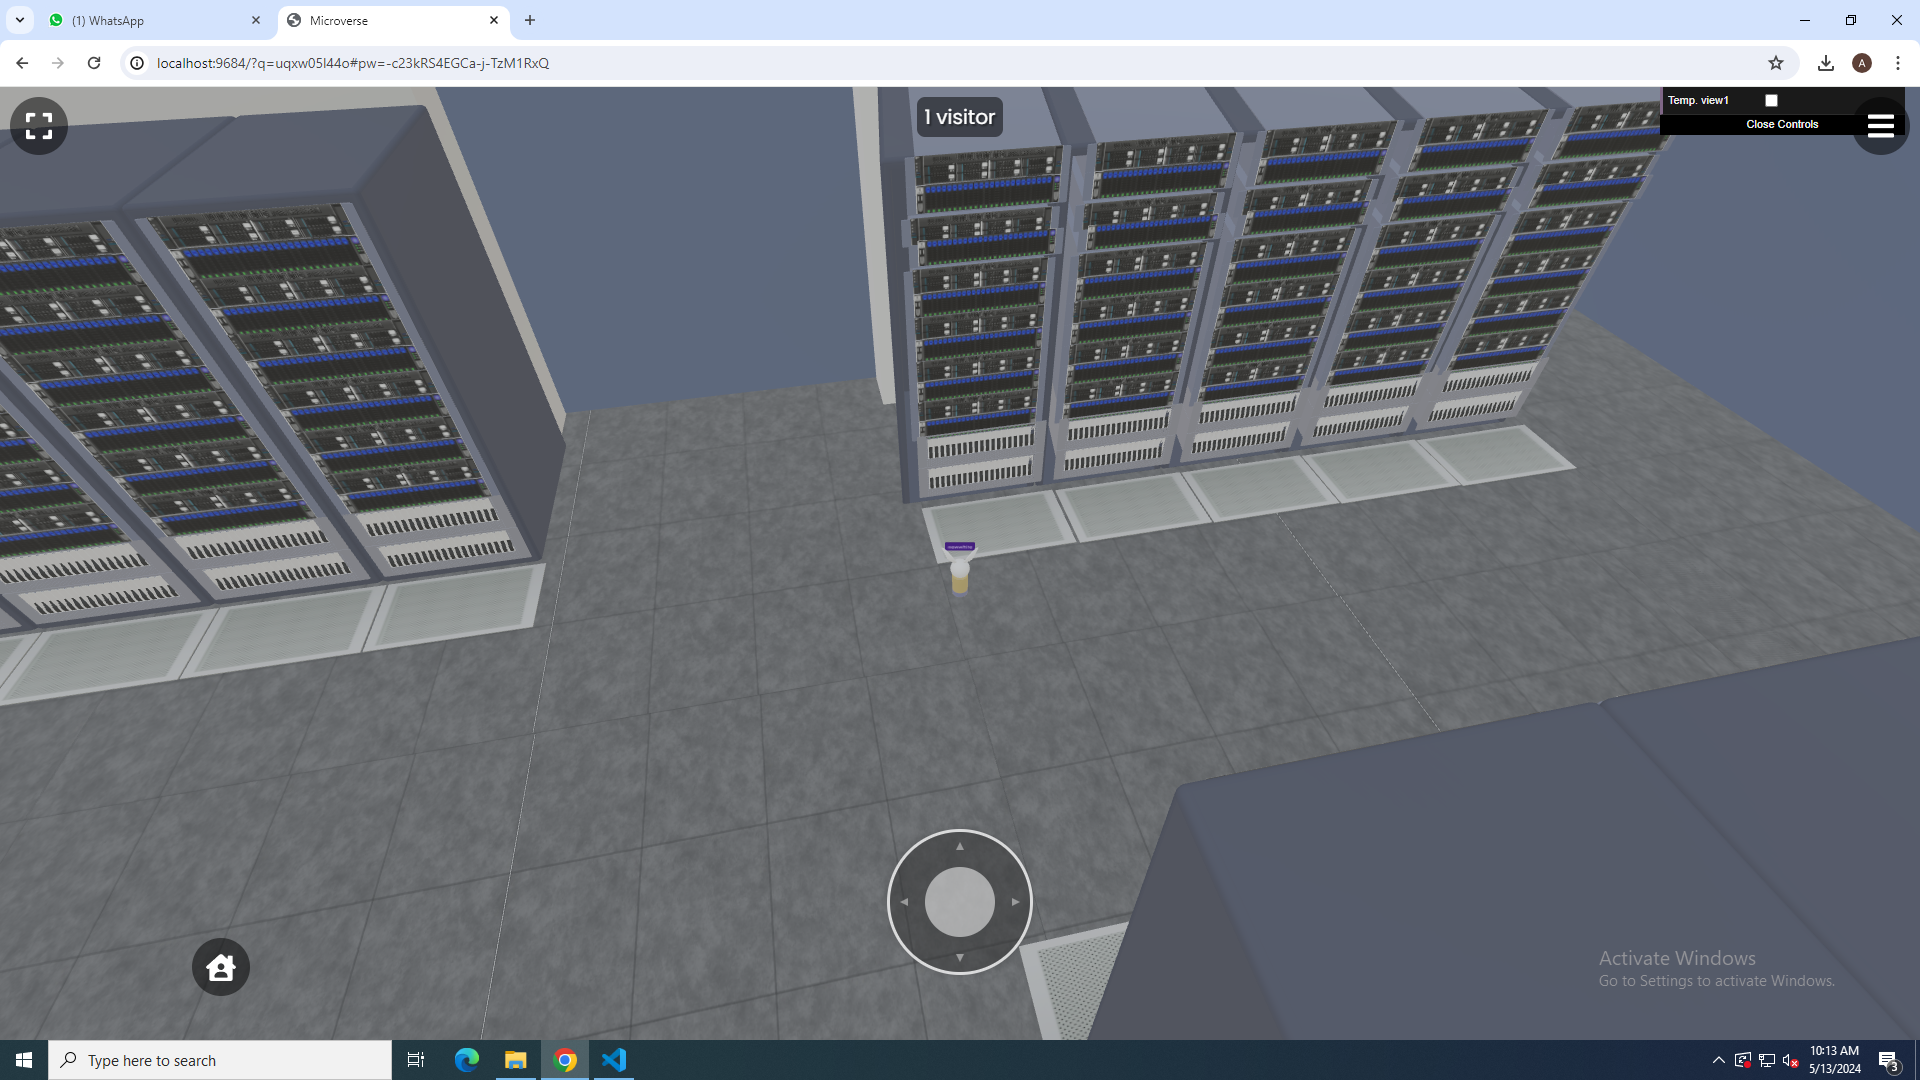 (1) WhatsApp
Microverse
localhost:9684/?q=uqxw05l44o#pw=-c23kRS4EGCa-j-TzM1RxQ
A
1 visitor
Temp. view1
Close Controls
Activate Windows
Go to Settings to activate Windows.
Type here to search
10:13 AM
5/13/2024
3